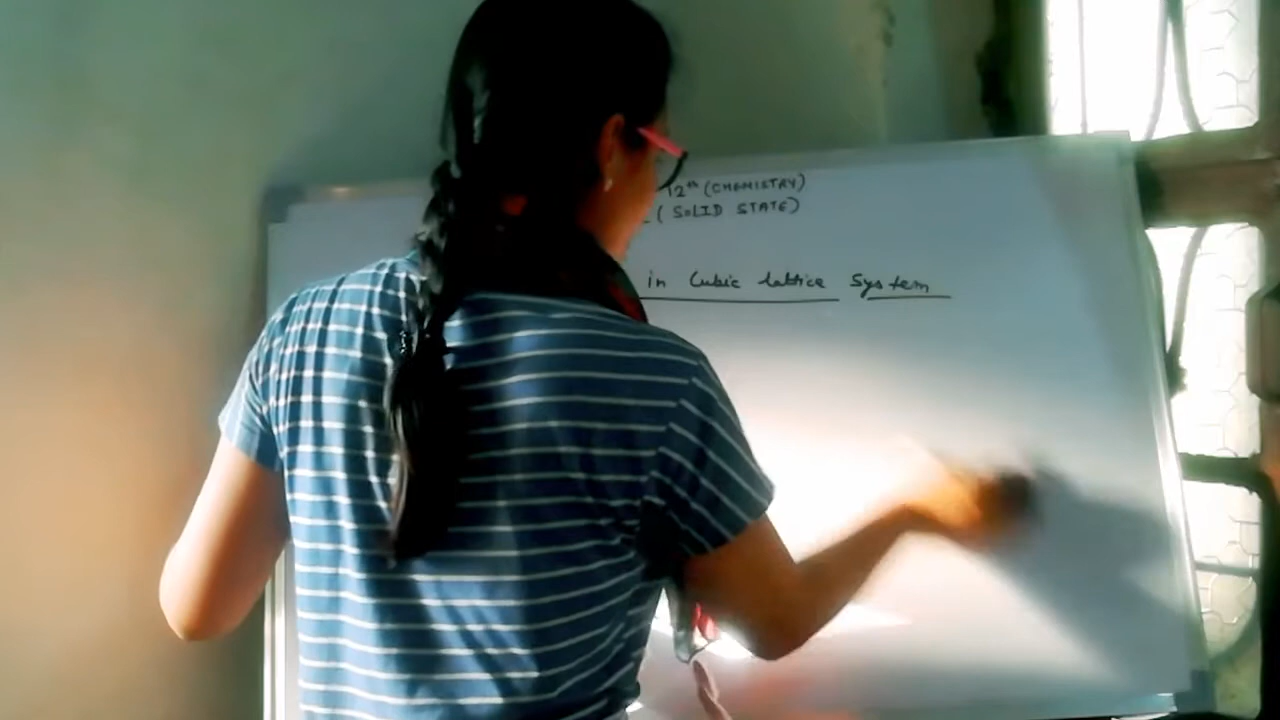 12th (CHEMISTRY)
(SOLID STATE)
in Cubic lattice System